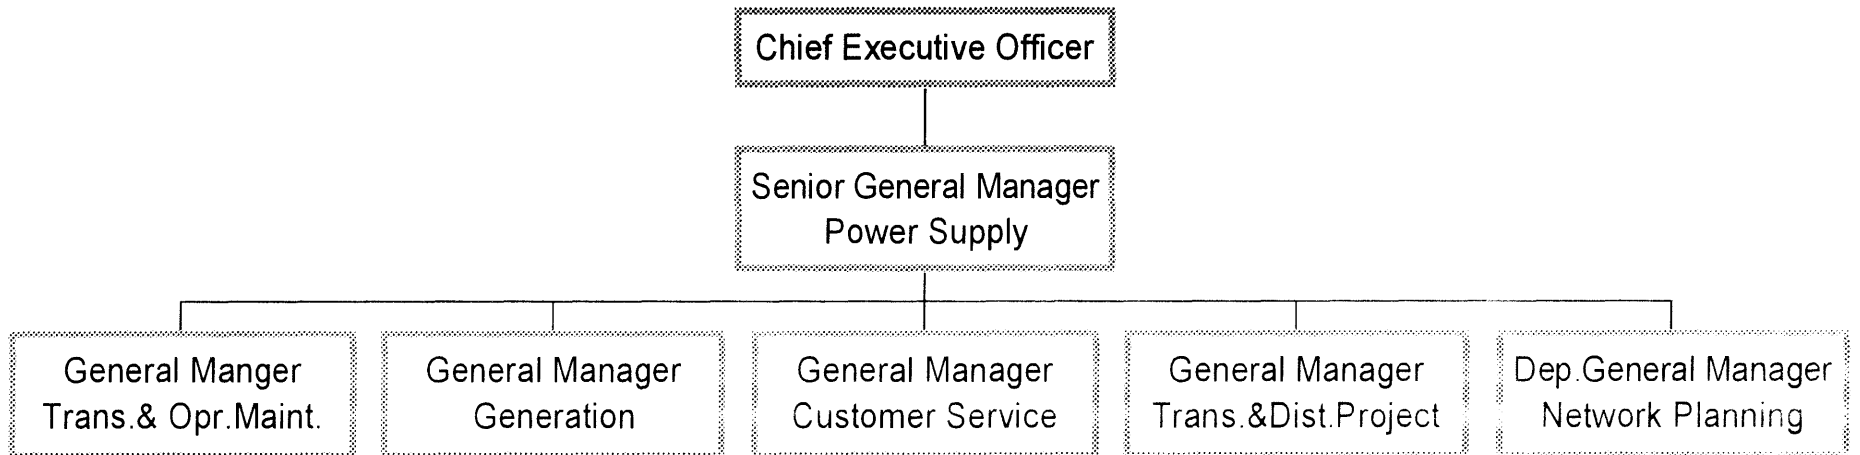 Chief Executive Officer
Senior General Manager
Power Supply
General Manger
Trans.& Opr.Maint.
General Manager
Generation
General Manager
Customer Service
General Manager
Trans.&Dist.Project
Dep.General Manager
Network Planning